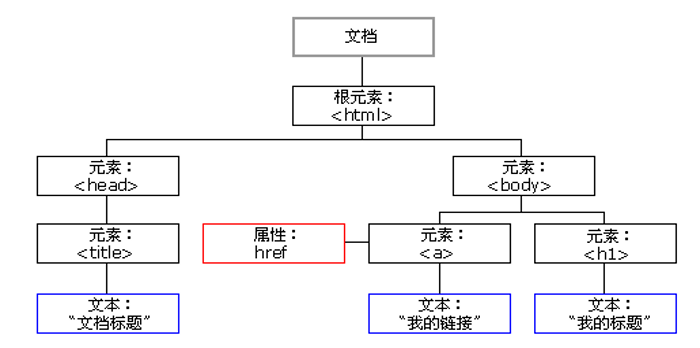 文档
根元素：
<html>
元素：
<head>
元素：
<body>
元素：
<title>
属性：
href
元素：
<a>
元素：
<h1>
文本：
“文档标题”
文本：
“我的链接”
文本：
“我的标题”